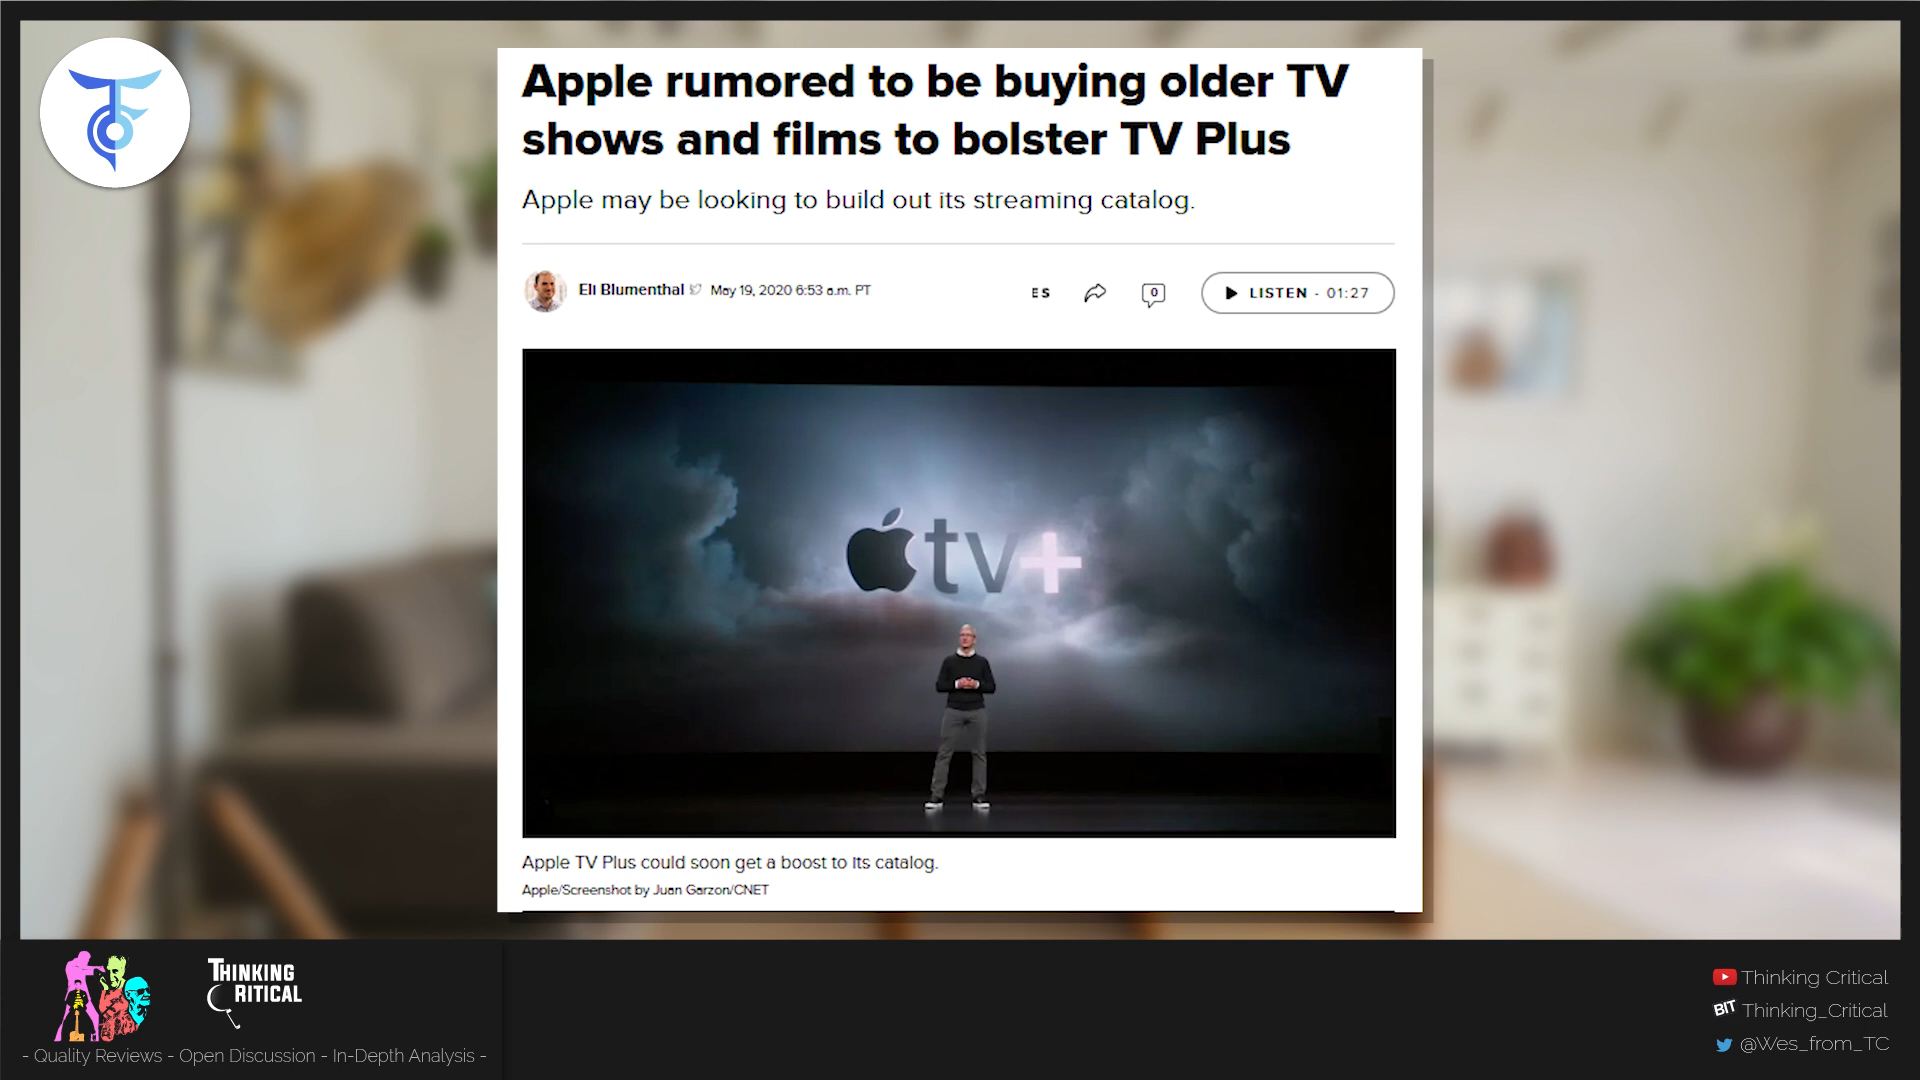 Apple rumored to be buying older TV
shows and films to bolster TV Plus
Apple may be looking to build out its streaming catalog.
Eli Blumenthal May 19, 2020 6:53 a.m. PT
ES
0
LISTEN - 01:27
tv+
Apple TV Plus could soon get a boost to its catalog.
Apple/Screenshot by Juan Garzon/CNET
THINKING
CRITICAL
- Quality Reviews - Open Discussion - In-Depth Analysis -
Thinking Critical
BIT Thinking_Critical
@Wes_from_TC